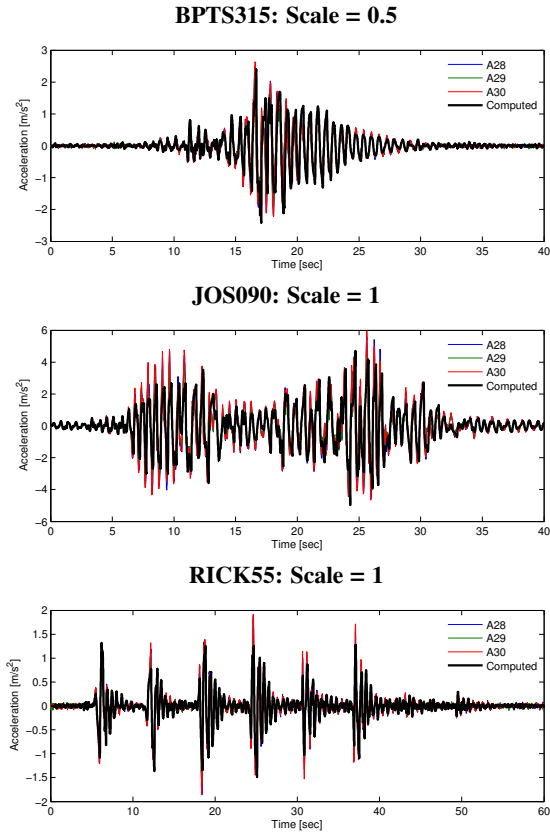 BPTS315: Scale = 0.5
3
2
1
0
−1
−2
−3
Acceleration [m/s²]
A28
A29
A30
Computed
0 5 10 15 20 25 30 35 40
Time [sec]
JOS090: Scale = 1
6
4
2
0
−2
−4
−6
Acceleration [m/s²]
A28
A29
A30
Computed
0 5 10 15 20 25 30 35 40
Time [sec]
RICK55: Scale = 1
2
1.5
1
0.5
0
−0.5
−1
−1.5
−2
Acceleration [m/s²]
A28
A29
A30
Computed
0 10 20 30 40 50 60
Time [sec]